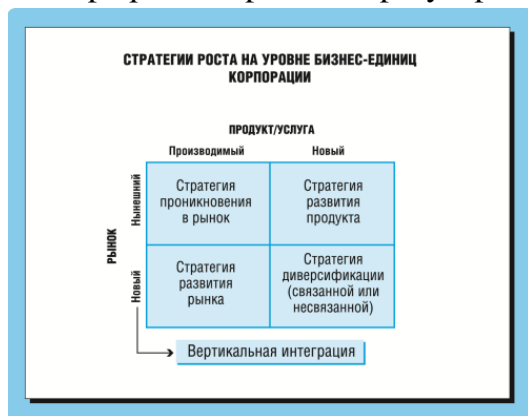 СТРАТЕГИИ РОСТА НА УРОВНЕ БИЗНЕС-ЕДИНИЦ
КОРПОРАЦИИ
ПРОДУКТ/УСЛУГА
Производимый
Новый
РЫНОК
Нынешний
Стратегия
проникновения
в рынок
Стратегия
развития
продукта
Новый
Стратегия
развития
рынка
Стратегия
диверсификации
(связанной или
несвязанной)
Вертикальная интеграция